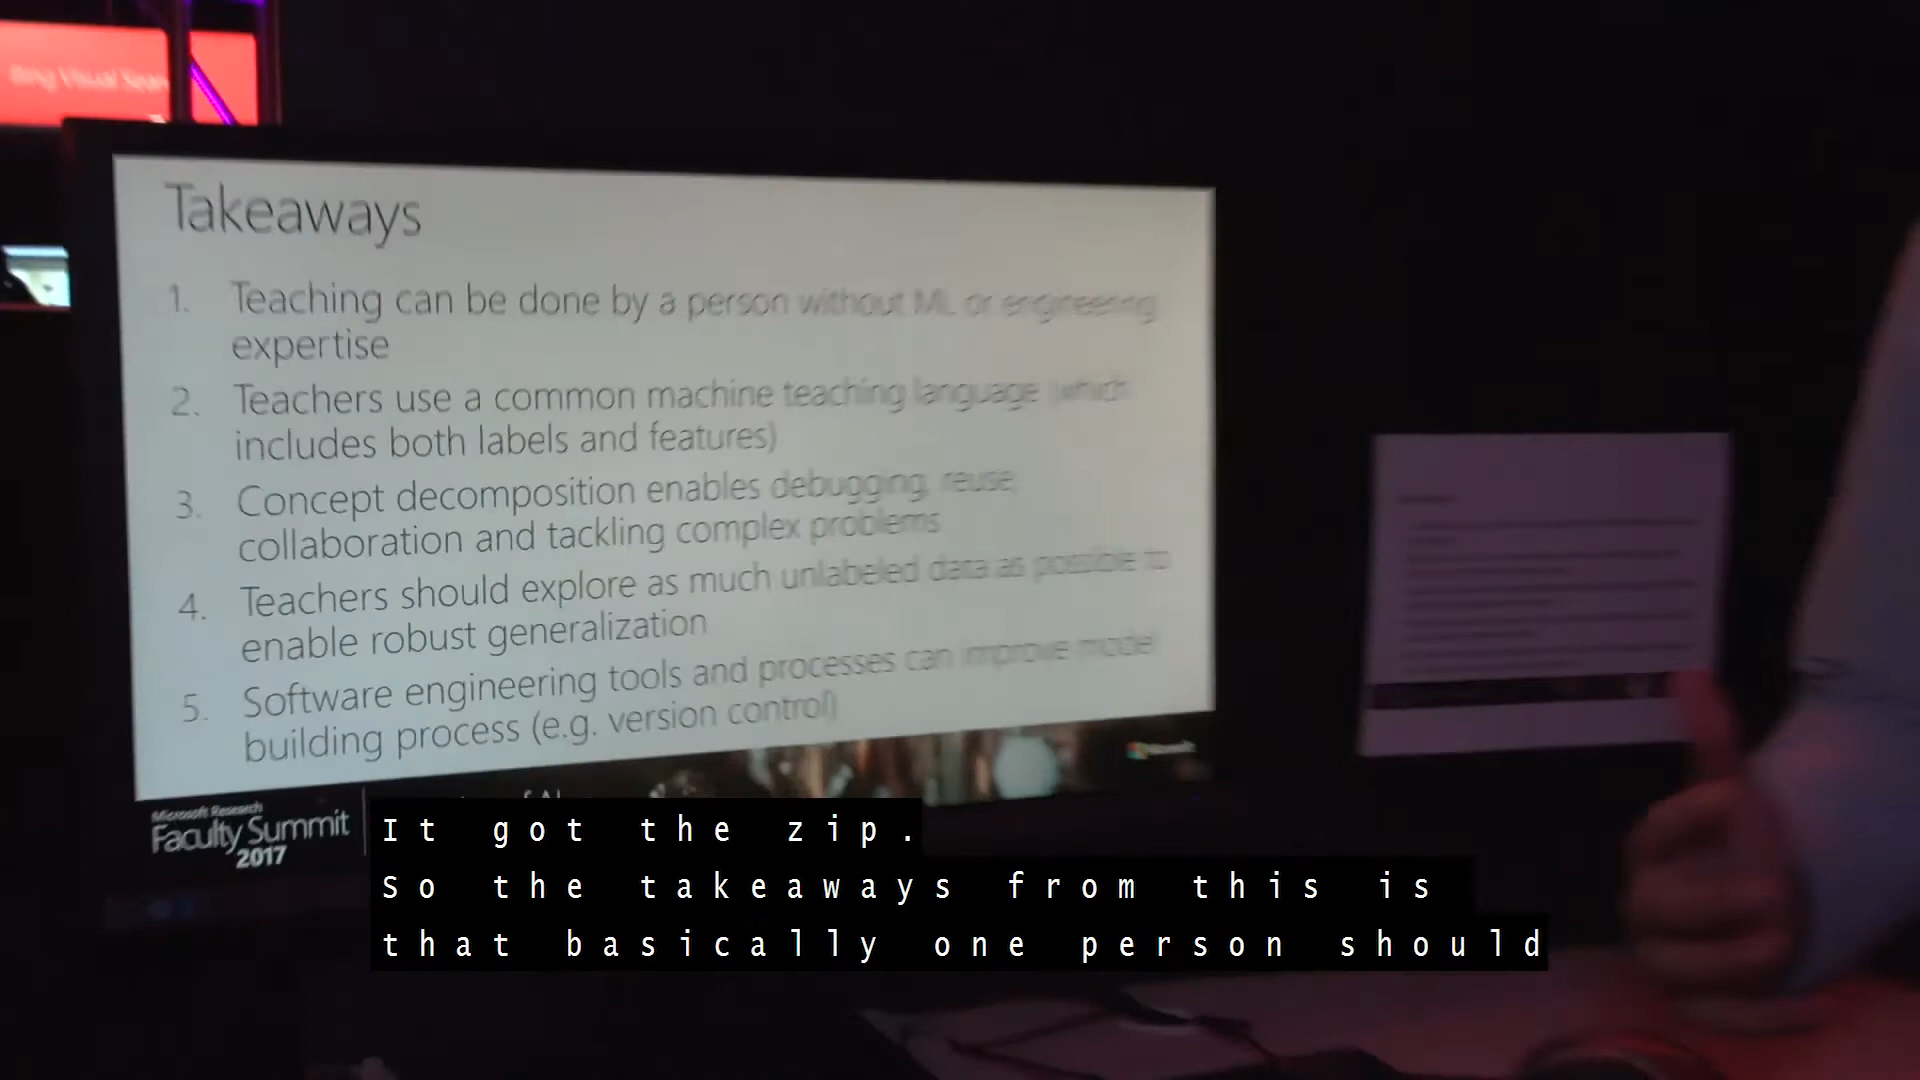 Bing Visual Sear
Takeaways
1. Teaching can be done by a person without ML or engineering
expertise
2. Teachers use a common machine teaching language (which
includes both labels and features)
3. Concept decomposition enables debugging, reuse,
collaboration and tackling complex problems
4. Teachers should explore as much unlabeled data as possible to
enable robust generalization
5. Software engineering tools and processes can improve model
building process (e.g. version control)
Microsoft
Microsoft Research
Faculty Summit
2017
It got the zip.
So the takeaways from this is
that basically one person should